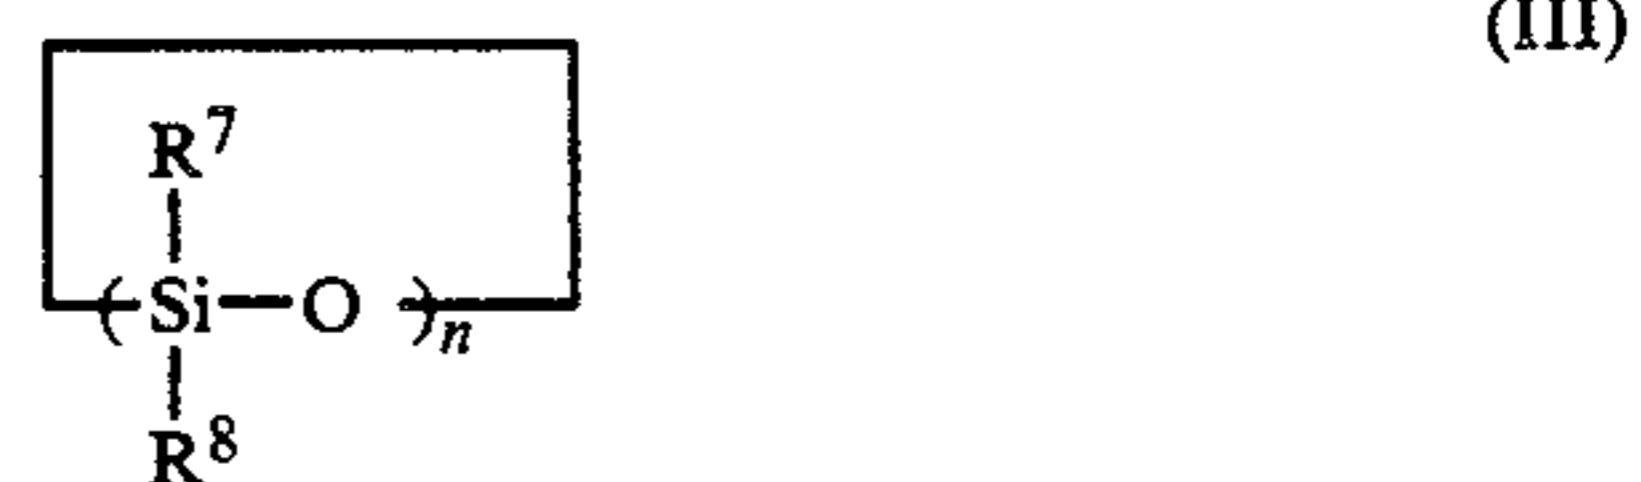 (III)
R⁷
( Si—O )n
R⁸